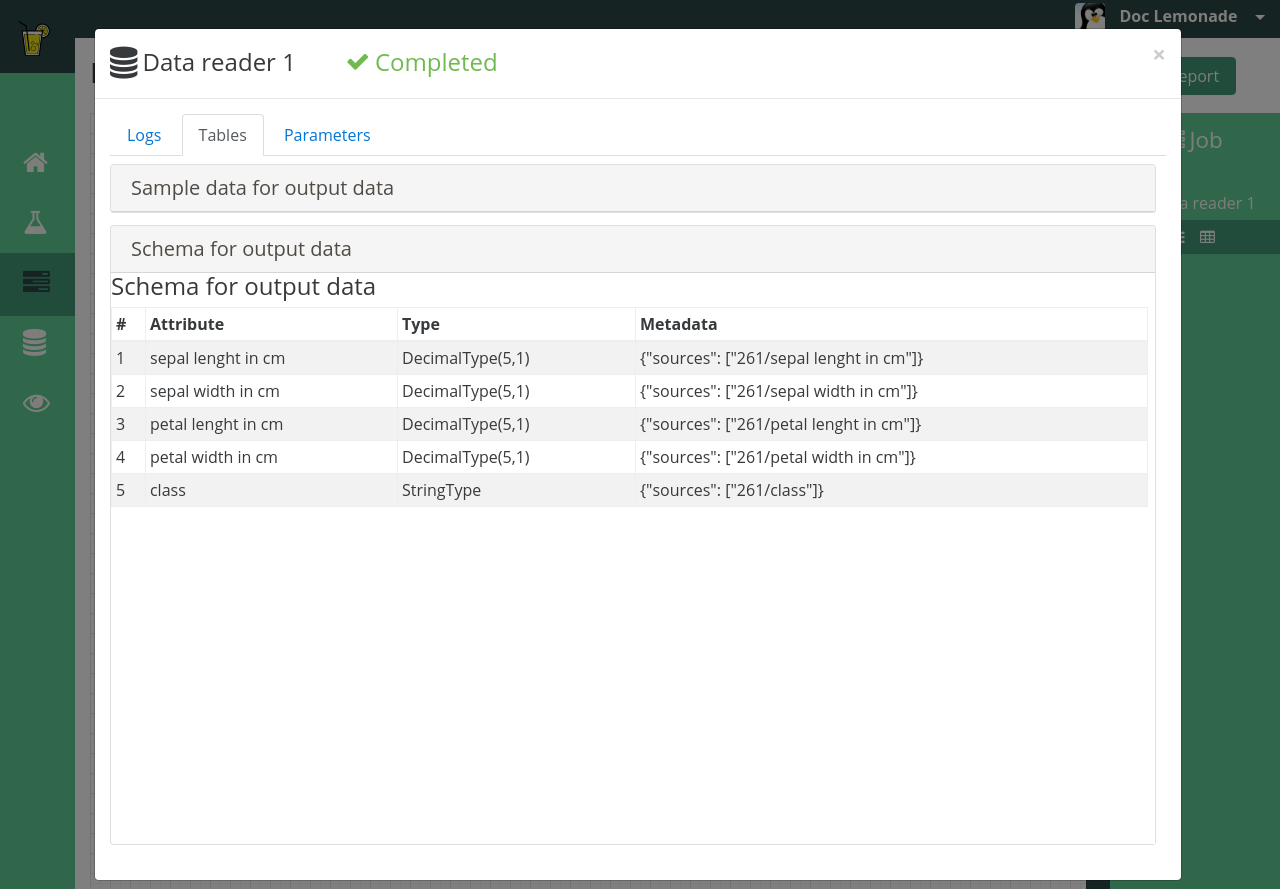 Doc Lemonade
Data reader 1 Completed ×
eport
Logs Tables Parameters
Job
Sample data for output data
a reader 1
Schema for output data
Schema for output data
# Attribute Type Metadata
1 sepal lenght in cm DecimalType(5,1) {"sources": ["261/sepal lenght in cm"]}
2 sepal width in cm DecimalType(5,1) {"sources": ["261/sepal width in cm"]}
3 petal lenght in cm DecimalType(5,1) {"sources": ["261/petal lenght in cm"]}
4 petal width in cm DecimalType(5,1) {"sources": ["261/petal width in cm"]}
5 class StringType {"sources": ["261/class"]}